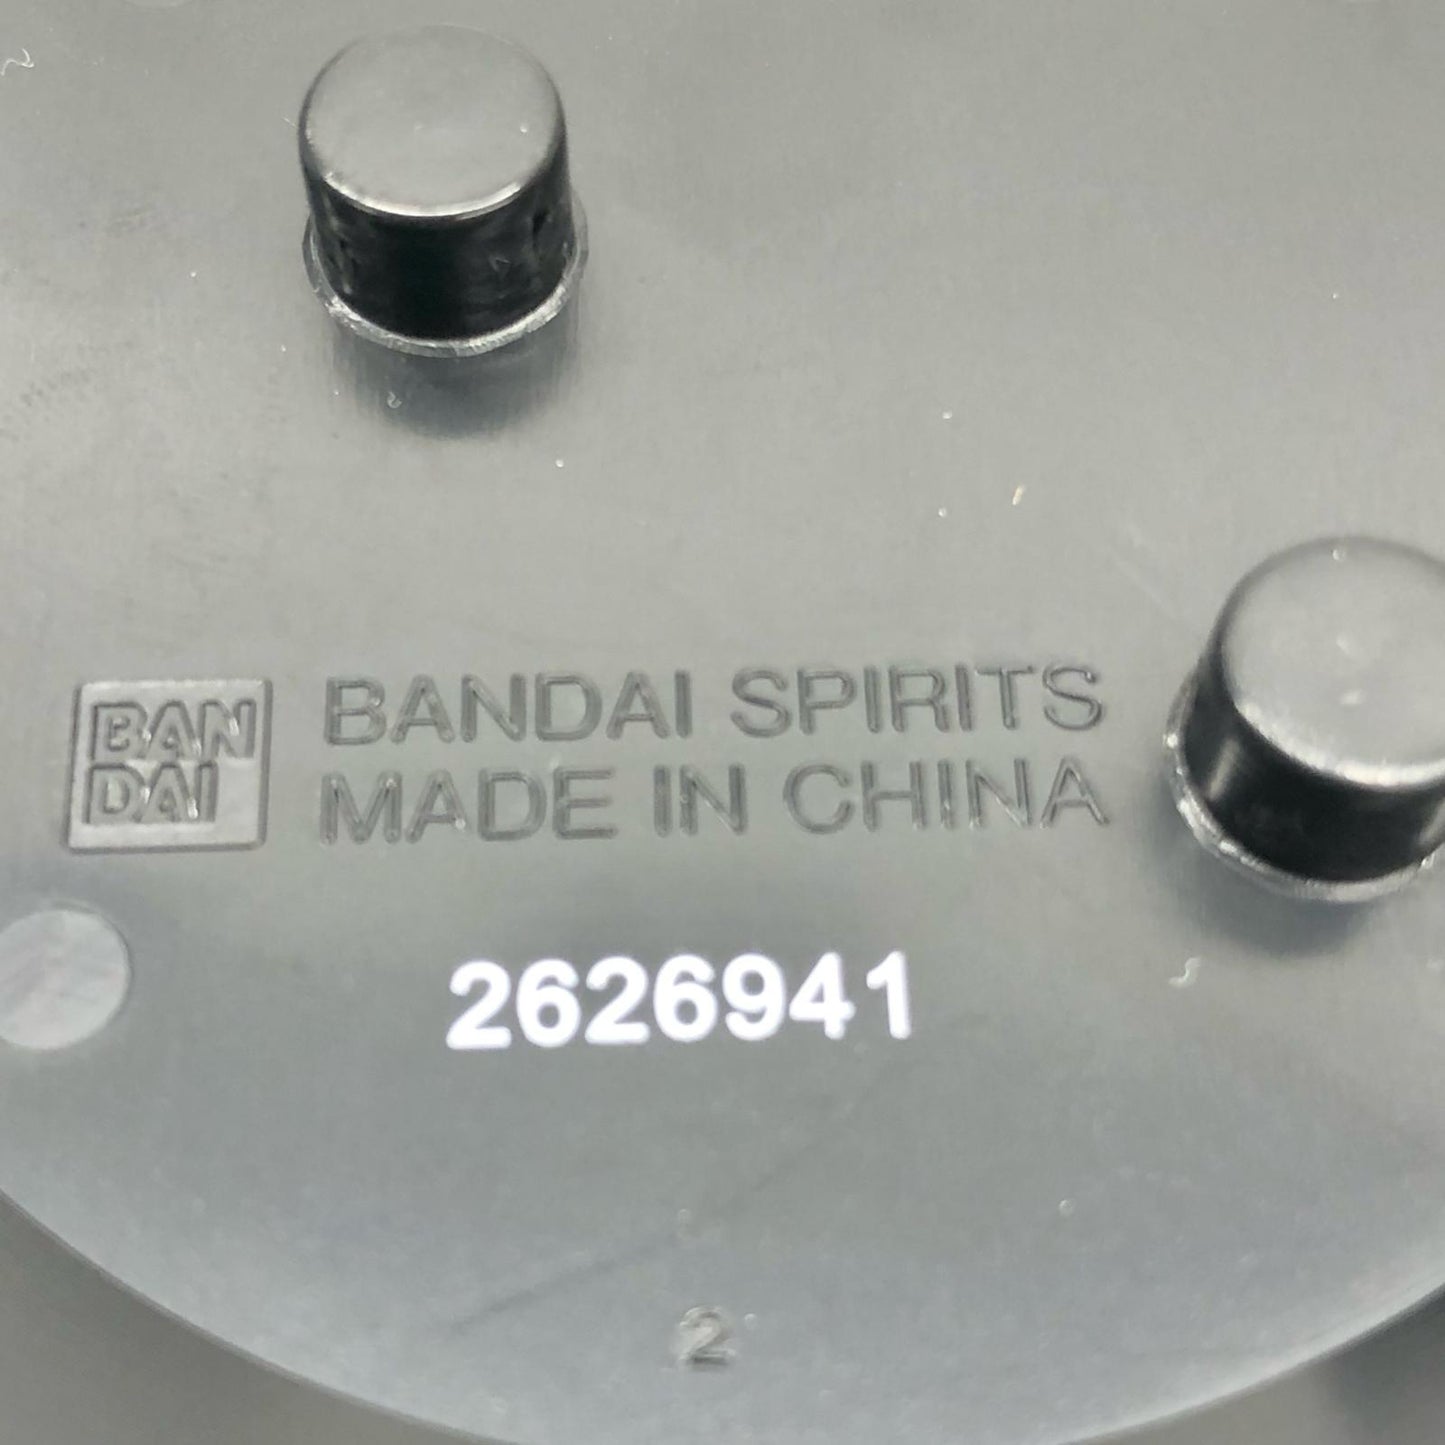 BAN
DAI
BANDAI SPIRITS
MADE IN CHINA
2626941
2